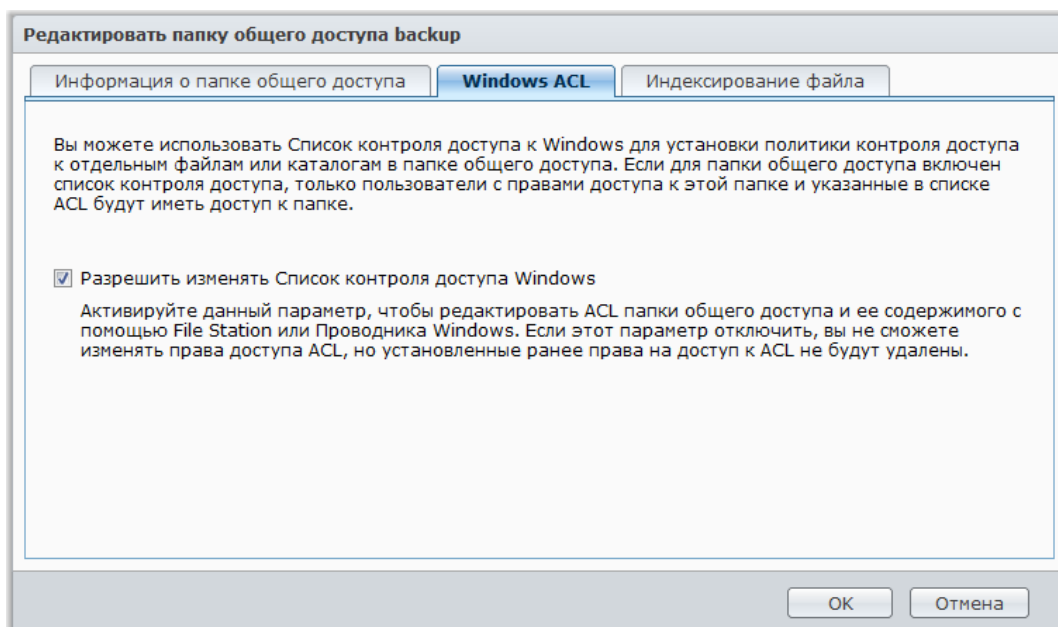 Редактировать папку общего доступа backup
Информация о папке общего доступа
Windows ACL
Индексирование файла
Вы можете использовать Список контроля доступа к Windows для установки политики контроля доступа
к отдельным файлам или каталогам в папке общего доступа. Если для папки общего доступа включен
список контроля доступа, только пользователи с правами доступа к этой папке и указанные в списке
ACL будут иметь доступ к папке.
Разрешить изменять Список контроля доступа Windows
Активируйте данный параметр, чтобы редактировать ACL папки общего доступа и ее содержимого с
помощью File Station или Проводника Windows. Если этот параметр отключить, вы не сможете
изменять права доступа ACL, но установленные ранее права на доступ к ACL не будут удалены.
OK
Отмена